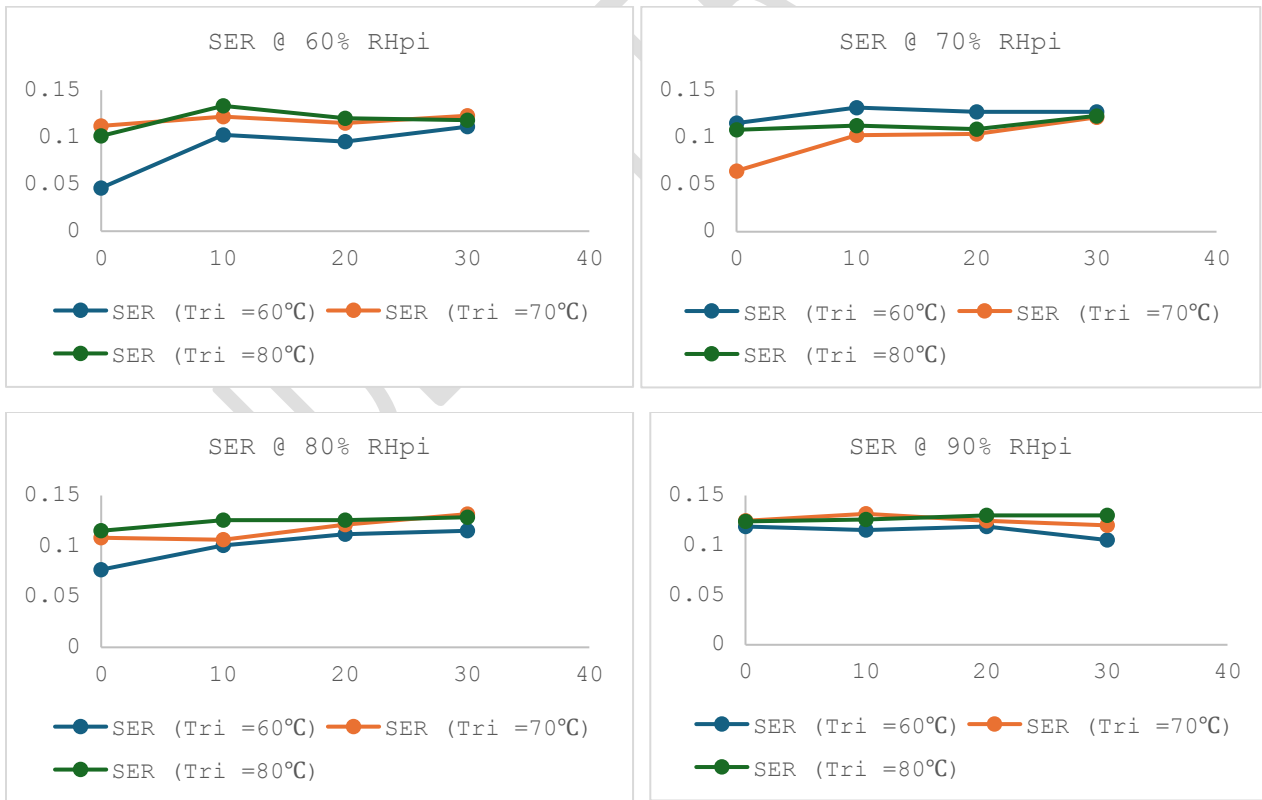 SER @ 60% RHpi
0.15
0.1
0.05
0
0 10 20 30 40
SER (Tri =60℃) SER (Tri =70℃)
SER (Tri =80℃)
SER @ 70% RHpi
0.15
0.1
0.05
0
0 10 20 30 40
SER (Tri =60℃) SER (Tri =70℃)
SER (Tri =80℃)
SER @ 80% RHpi
0.15
0.1
0.05
0
0 10 20 30 40
SER (Tri =60℃) SER (Tri =70℃)
SER (Tri =80℃)
SER @ 90% RHpi
0.15
0.1
0.05
0
0 10 20 30 40
SER (Tri =60℃) SER (Tri =70℃)
SER (Tri =80℃)